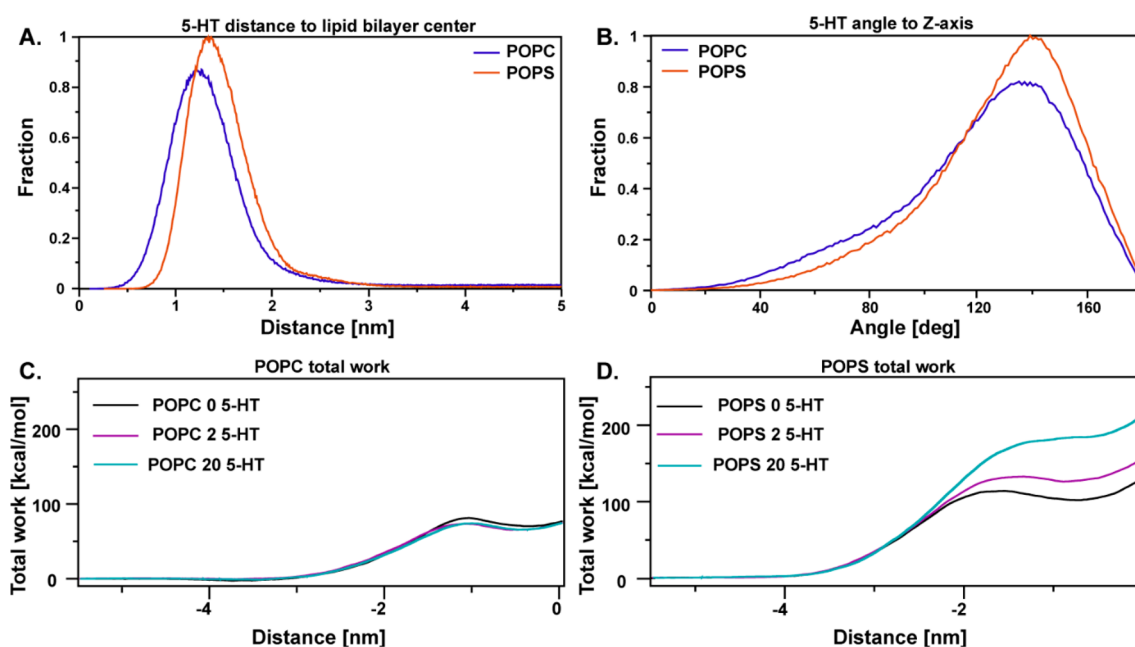 A.
5-HT distance to lipid bilayer center
1
0.8
0.6
0.4
0.2
0
Fraction
POPC
POPS
0
1
2
3
4
5
Distance [nm]
B.
5-HT angle to Z-axis
1
0.8
0.6
0.4
0.2
0
Fraction
POPC
POPS
0
40
80
120
160
Angle [deg]
C.
POPC total work
200
100
0
Total work [kcal/mol]
POPC 0 5-HT
POPC 2 5-HT
POPC 20 5-HT
-4
-2
0
Distance [nm]
D.
POPS total work
200
100
0
Total work [kcal/mol]
POPS 0 5-HT
POPS 2 5-HT
POPS 20 5-HT
-4
-2
Distance [nm]